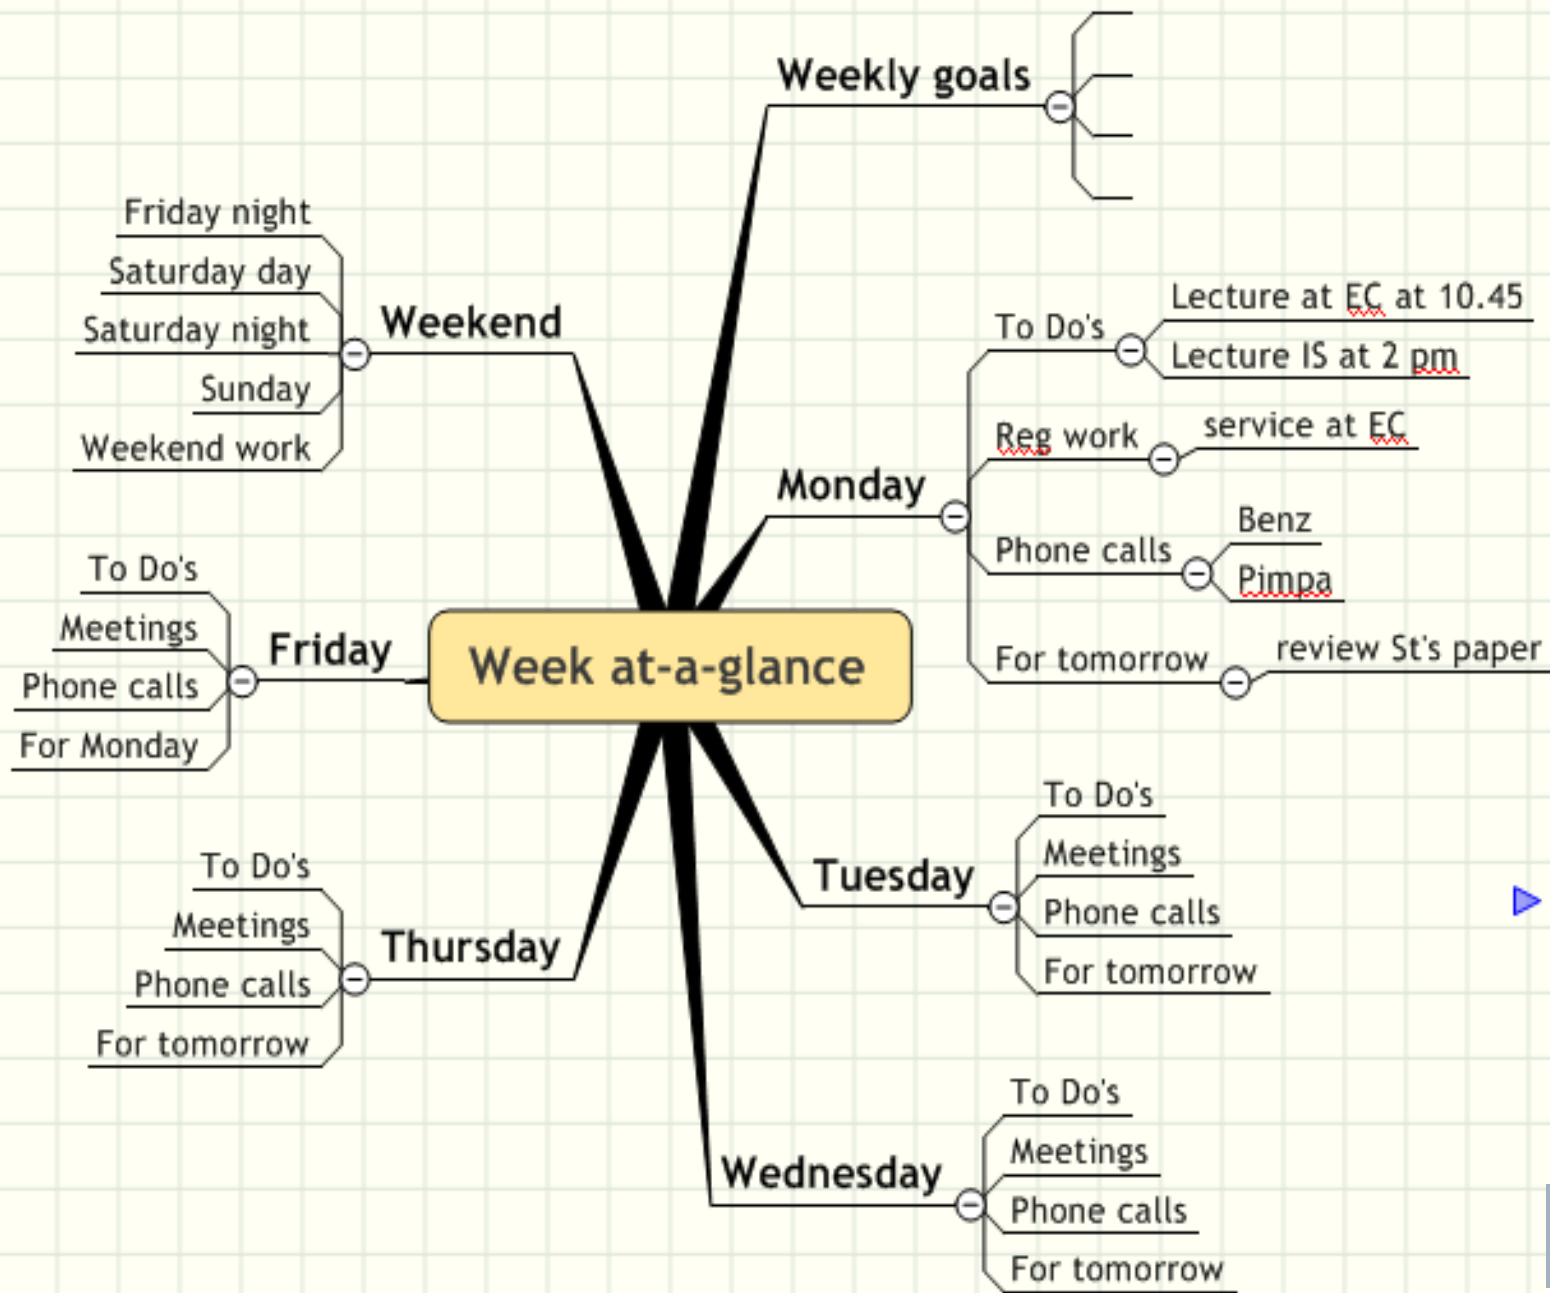 Weekly goals
Friday night
Saturday day
Saturday night
Sunday
Weekend work
Weekend
Lecture at EC at 10.45
Lecture IS at 2 pm
To Do's
service at EC
Reg work
Monday
Benz
Pimpa
Phone calls
review St's paper
For tomorrow
To Do's
Meetings
Phone calls
For Monday
Friday
Week at-a-glance
To Do's
Meetings
Phone calls
For tomorrow
Tuesday
To Do's
Meetings
Phone calls
For tomorrow
Thursday
To Do's
Meetings
Phone calls
For tomorrow
Wednesday